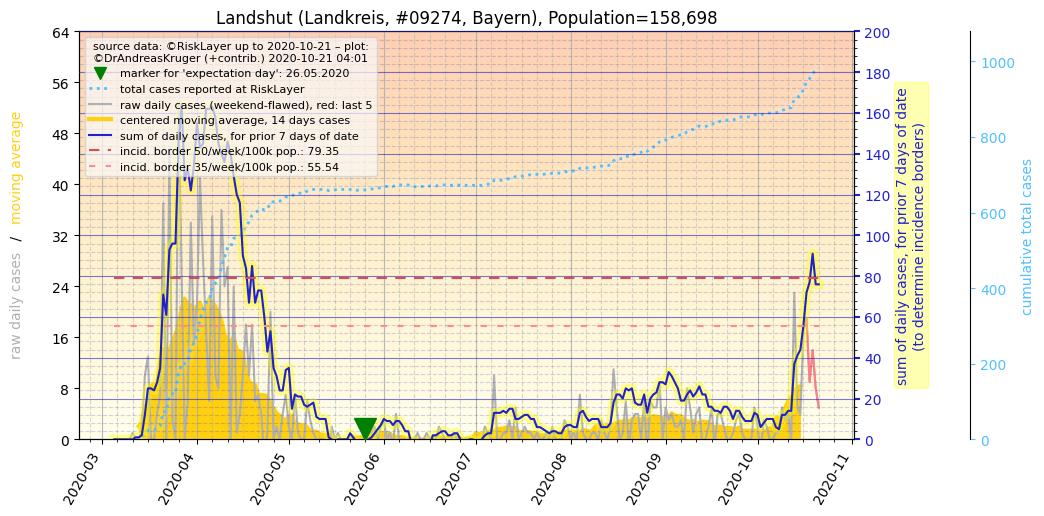 Landshut (Landkreis, #09274, Bayern), Population=158,698
source data: ©RiskLayer up to 2020-10-21 – plot:
©DrAndreasKruger (+contrib.) 2020-10-21 04:01
marker for 'expectation day': 26.05.2020
total cases reported at RiskLayer
raw daily cases (weekend-flawed), red: last 5
centered moving average, 14 days cases
sum of daily cases, for prior 7 days of date
incid. border 50/week/100k pop.: 79.35
incid. border 35/week/100k pop.: 55.54
raw daily cases / moving average
64
56
48
40
32
24
16
8
0
2020-03
2020-04
2020-05
2020-06
2020-07
2020-08
2020-09
2020-10
2020-11
200
180
160
140
120
100
80
60
40
20
0
sum of daily cases, for prior 7 days of date
(to determine incidence borders)
1000
800
600
400
200
0
cumulative total cases